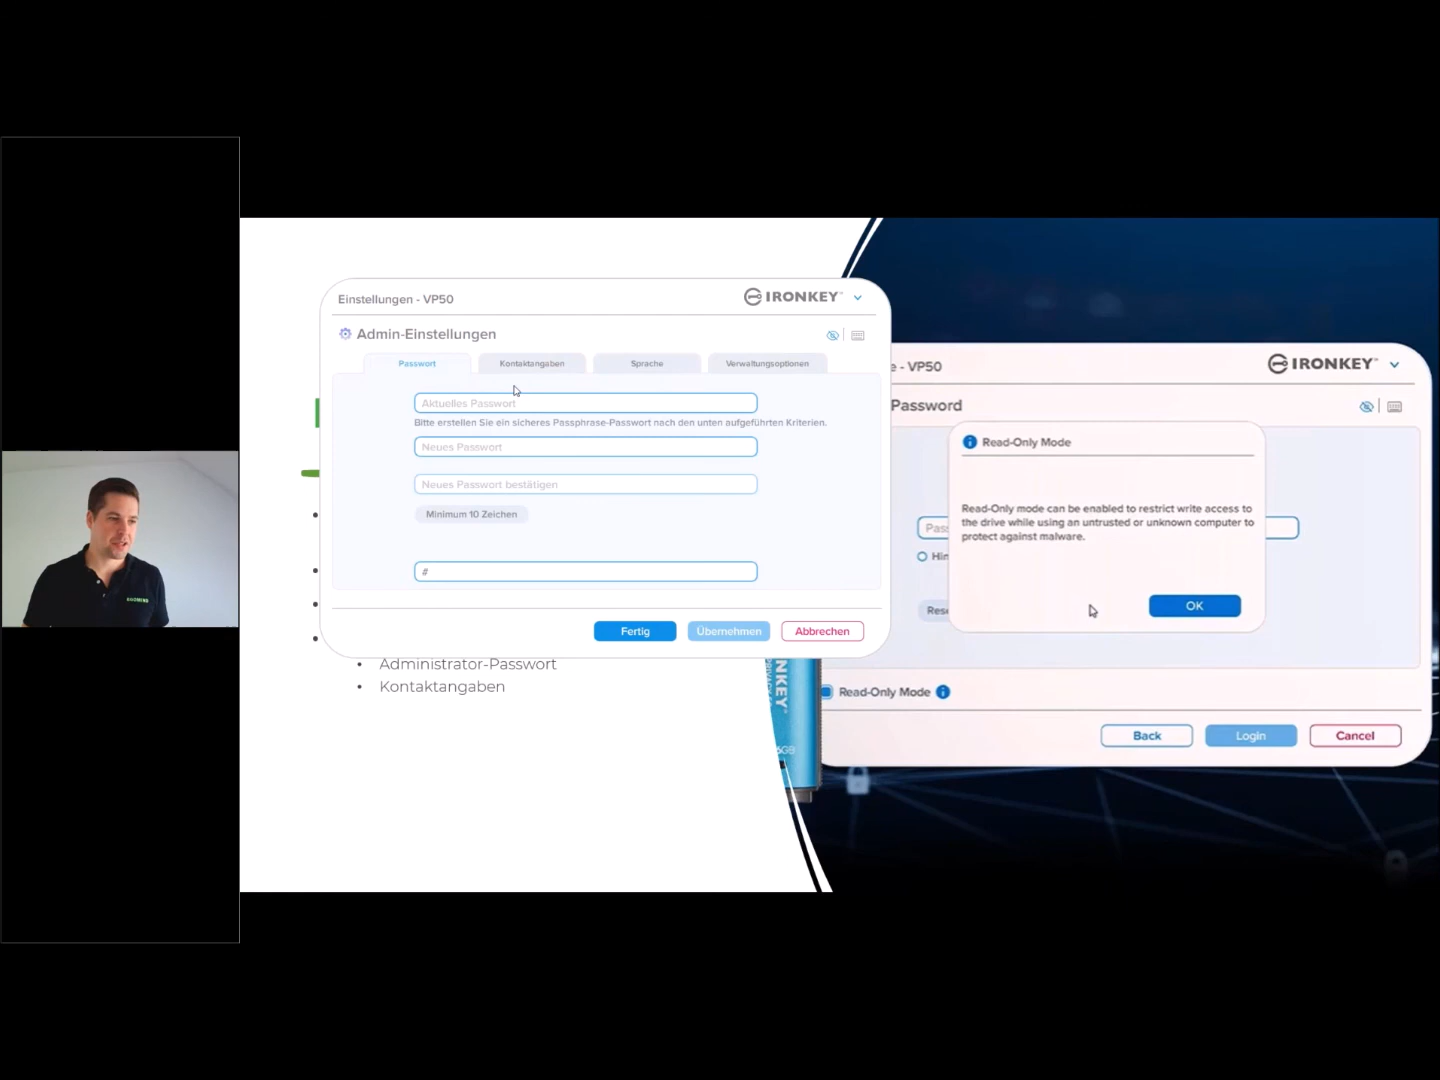 Einstellungen - VP50
IRONKEY™
Admin-Einstellungen
Passwort
Kontaktangaben
Sprache
Verwaltungsoptionen
Aktuelles Passwort
Bitte erstellen Sie ein sicheres Passphrase-Passwort nach den unten aufgeführten Kriterien.
Neues Passwort
Neues Passwort bestätigen
Minimum 10 Zeichen
#
Fertig
Übernehmen
Abbrechen
• Administrator-Passwort
• Kontaktangaben
- VP50
IRONKEY™
Password
Read-Only Mode
Read-Only mode can be enabled to restrict write access to
the drive while using an untrusted or unknown computer to
protect against malware.
OK
Read-Only Mode
Back
Login
Cancel